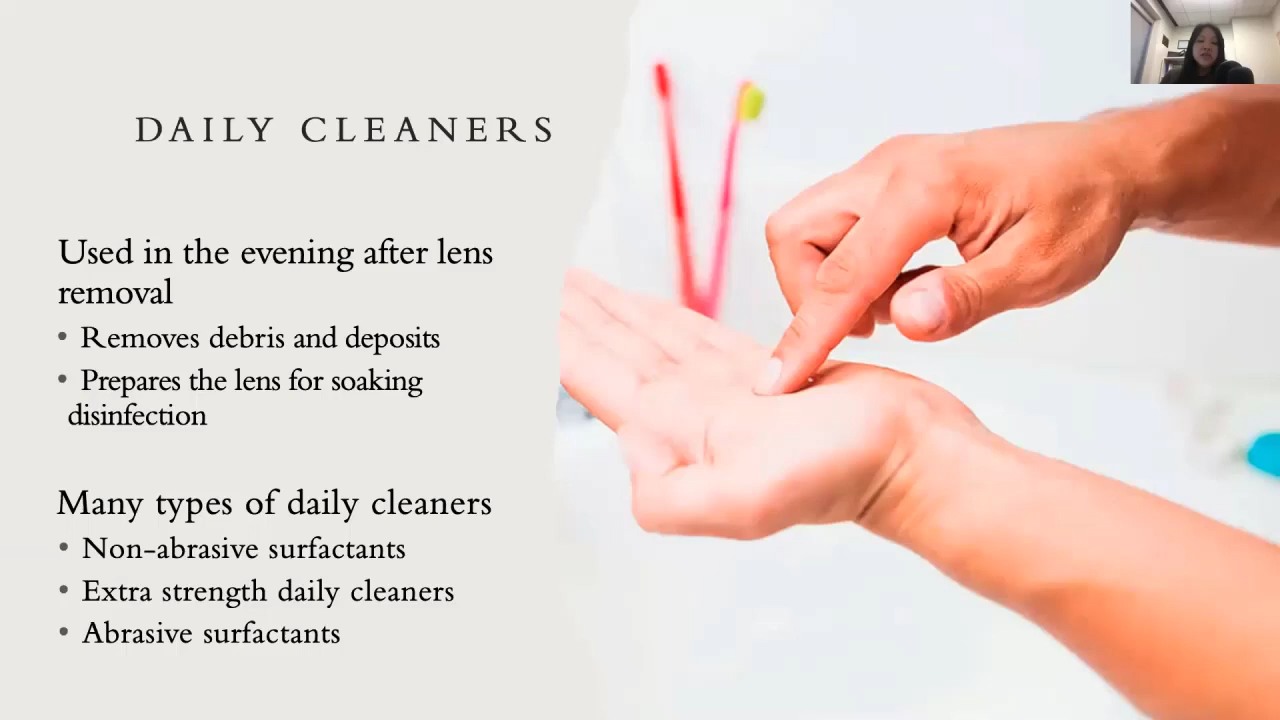 DAILY CLEANERS
Used in the evening after lens
removal
• Removes debris and deposits
• Prepares the lens for soaking
disinfection
Many types of daily cleaners
• Non-abrasive surfactants
• Extra strength daily cleaners
• Abrasive surfactants